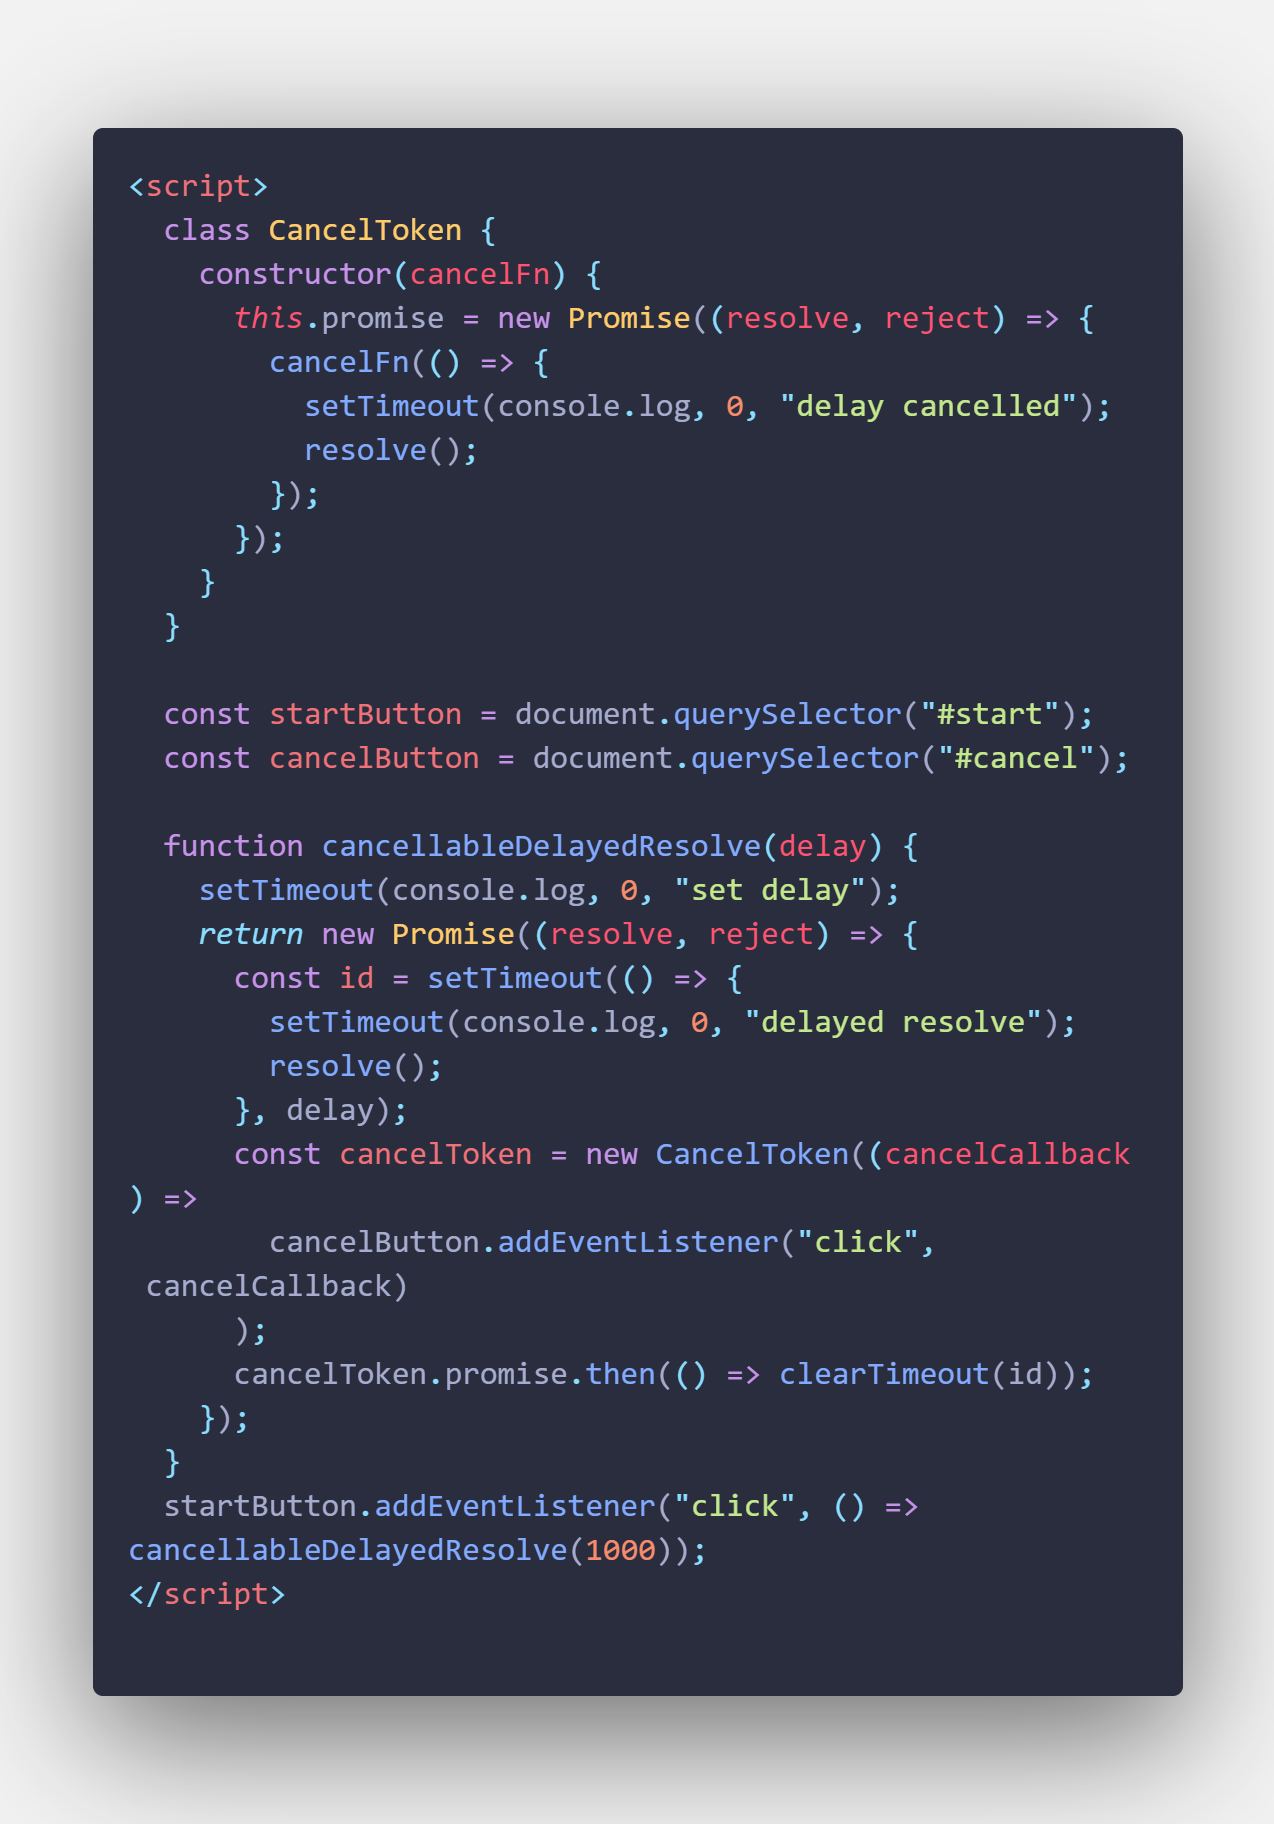 <script>
  class CancelToken {
    constructor(cancelFn) {
      this.promise = new Promise((resolve, reject) => {
        cancelFn(() => {
          setTimeout(console.log, 0, "delay cancelled");
          resolve();
        });
      });
    }
  }

  const startButton = document.querySelector("#start");
  const cancelButton = document.querySelector("#cancel");

  function cancellableDelayedResolve(delay) {
    setTimeout(console.log, 0, "set delay");
    return new Promise((resolve, reject) => {
      const id = setTimeout(() => {
        setTimeout(console.log, 0, "delayed resolve");
        resolve();
      }, delay);
      const cancelToken = new CancelToken((cancelCallback
) =>
        cancelButton.addEventListener("click",
 cancelCallback)
      );
      cancelToken.promise.then(() => clearTimeout(id));
    });
  }
  startButton.addEventListener("click", () =>
cancellableDelayedResolve(1000));
</script>